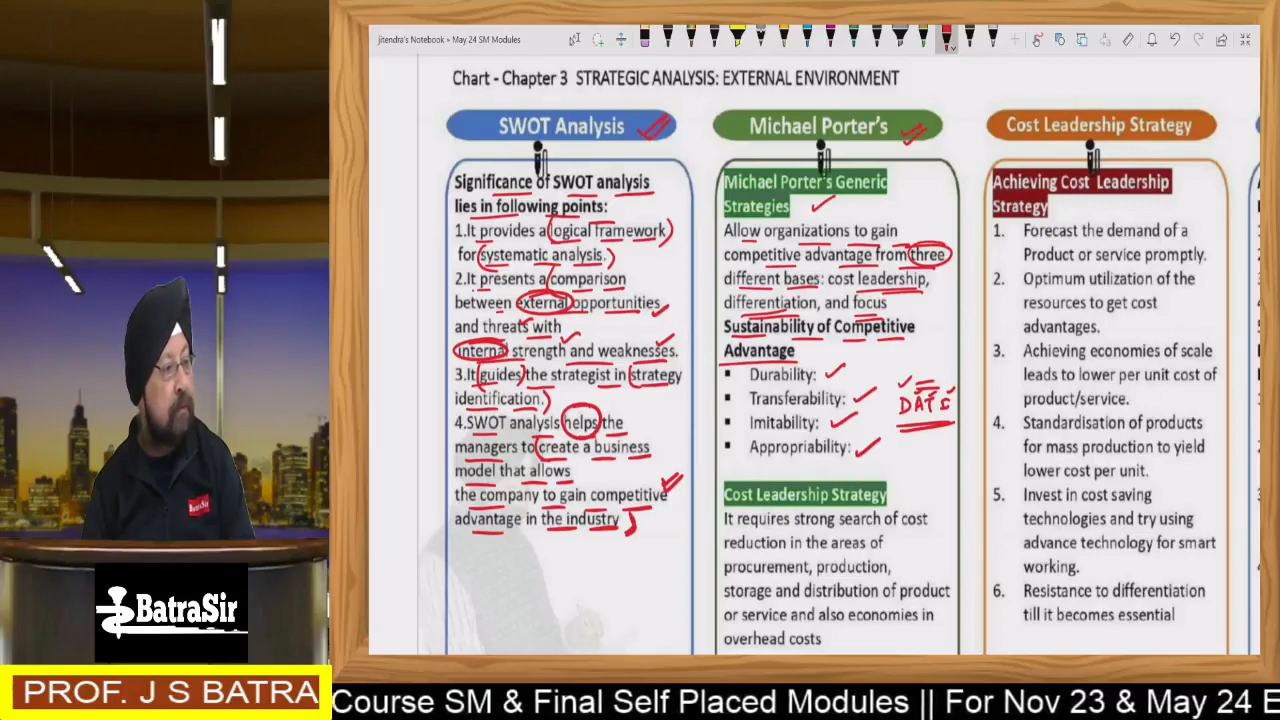 jitendra's Notebook » May 24 SM Modules
Chart - Chapter 3 STRATEGIC ANALYSIS: EXTERNAL ENVIRONMENT
SWOT Analysis
Significance of SWOT analysis
lies in following points:
1.It provides a logical framework
for systematic analysis.
2.It presents a comparison
between external opportunities
and threats with
internal strength and weaknesses.
3.It guides the strategist in strategy
identification.
4.SWOT analysis helps the
managers to create a business
model that allows
the company to gain competitive
advantage in the industry
Michael Porter's
Michael Porter's Generic
Strategies
Allow organizations to gain
competitive advantage from three
different bases: cost leadership,
differentiation, and focus
Sustainability of Competitive
Advantage
▪ Durability:
▪ Transferability:
▪ Imitability:
▪ Appropriability:
DATI
Cost Leadership Strategy
It requires strong search of cost
reduction in the areas of
procurement, production,
storage and distribution of product
or service and also economies in
overhead costs
Cost Leadership Strategy
Achieving Cost Leadership
Strategy
1. Forecast the demand of a
Product or service promptly.
2. Optimum utilization of the
resources to get cost
advantages.
3. Achieving economies of scale
leads to lower per unit cost of
product/service.
4. Standardisation of products
for mass production to yield
lower cost per unit.
5. Invest in cost saving
technologies and try using
advance technology for smart
working.
6. Resistance to differentiation
till it becomes essential
BatraSir
BatraSir
PROF. J S BATRA
Course SM & Final Self Placed Modules || For Nov 23 & May 24 E